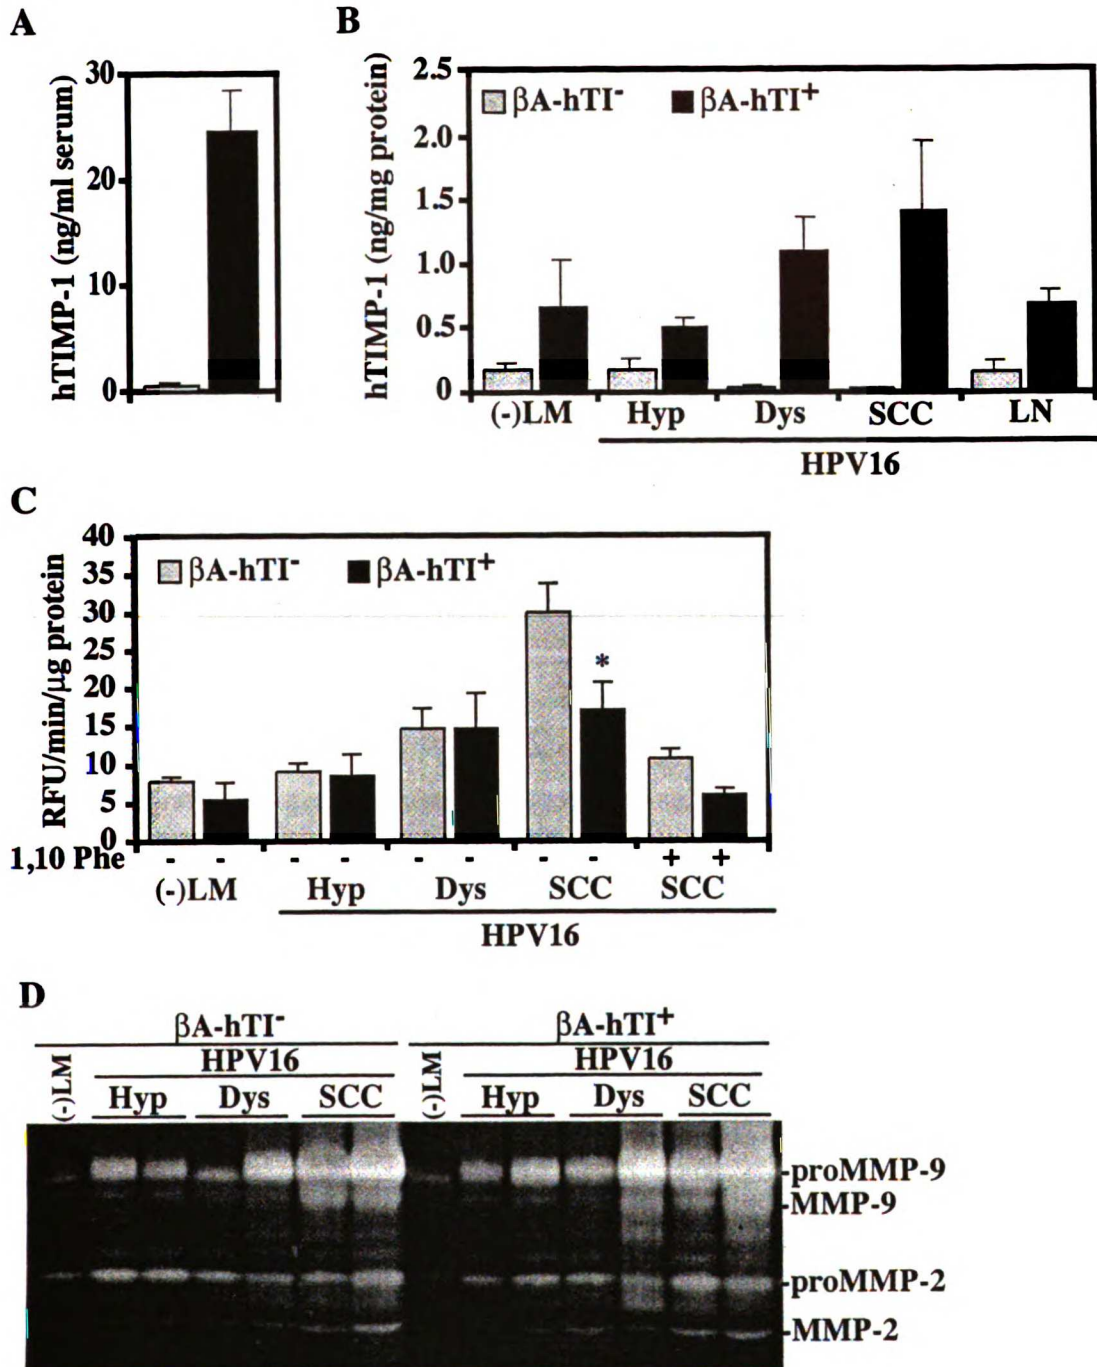 A
hTIMP-1 (ng/ml serum)
30
20
10
0
B
hTIMP-1 (ng/mg protein)
2.5
2.0
1.5
1.0
0.5
0
βA-hTI⁻ βA-hTI⁺
(-)LM Hyp Dys SCC LN
HPV16
C
RFU/min/μg protein
40
35
30
25
20
15
10
5
0
βA-hTI⁻ βA-hTI⁺
*
1,10 Phe - - - - - - - - + +
(-)LM Hyp Dys SCC SCC
HPV16
D
βA-hTI⁻ βA-hTI⁺
(-)LM HPV16 (-)LM HPV16
Hyp Dys SCC Hyp Dys SCC
-proMMP-9
-MMP-9
-proMMP-2
-MMP-2